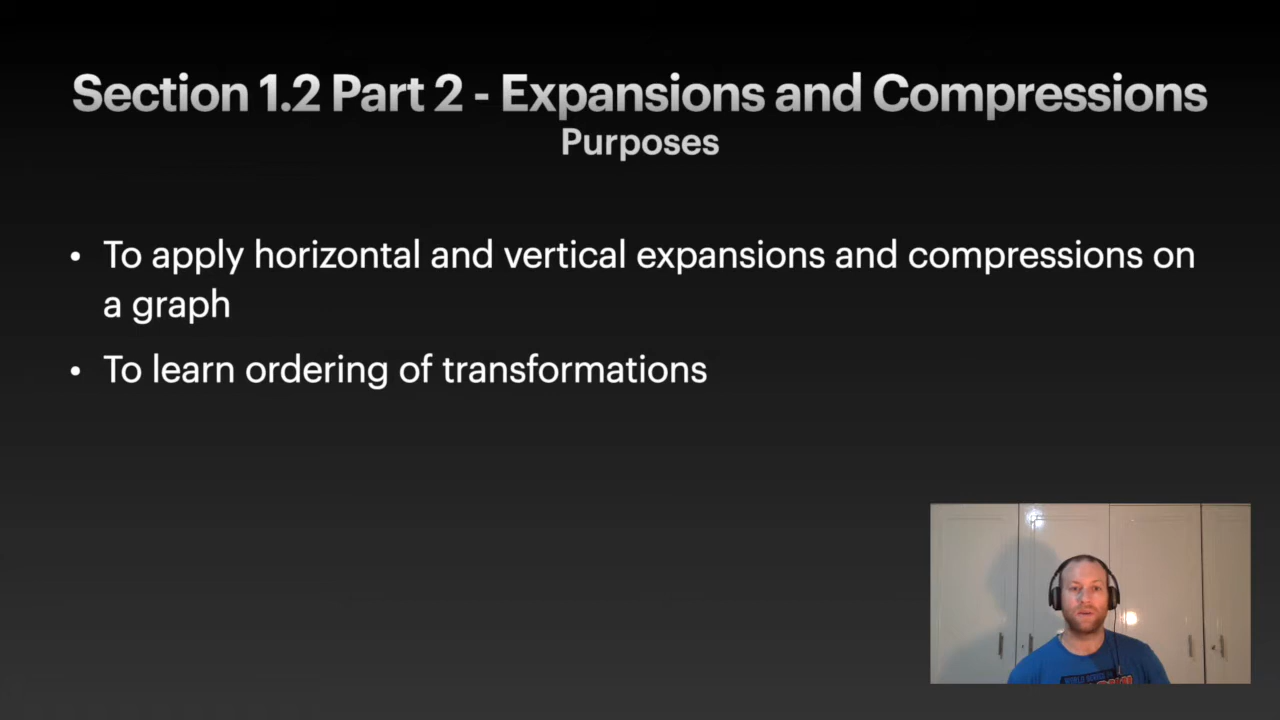 Section 1.2 Part 2 - Expansions and Compressions
Purposes
• To apply horizontal and vertical expansions and compressions on
a graph
• To learn ordering of transformations